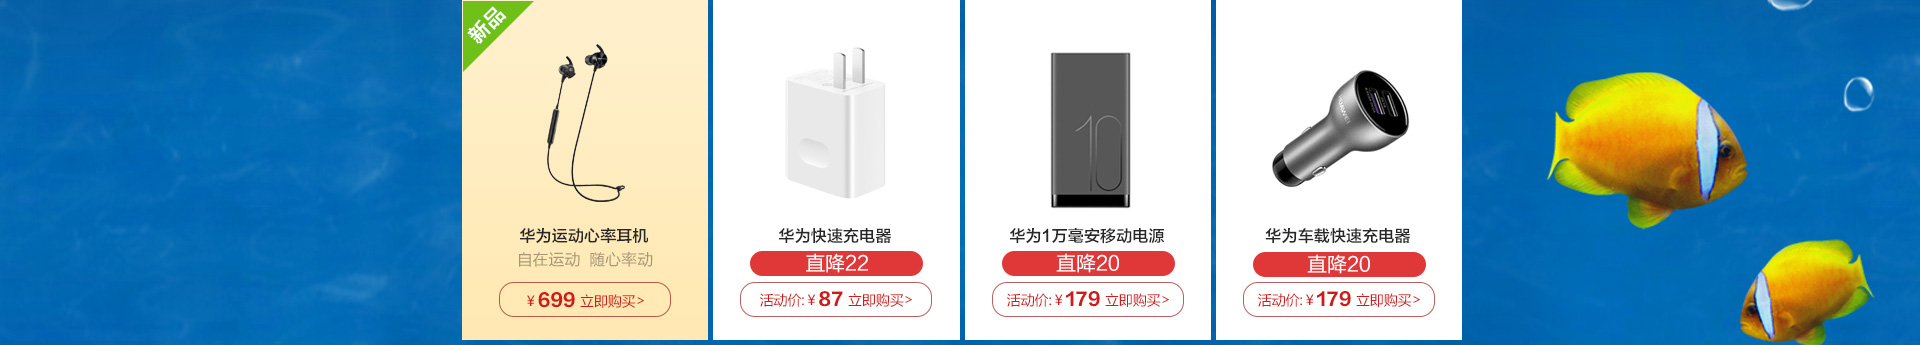 新品
华为运动心率耳机
自在运动 随心率动
¥ 699 立即购买>
华为快速充电器
直降22
活动价: ¥ 87 立即购买>
10
华为1万毫安移动电源
直降20
活动价: ¥ 179 立即购买>
HUAWEI
华为车载快速充电器
直降20
活动价: ¥ 179 立即购买>